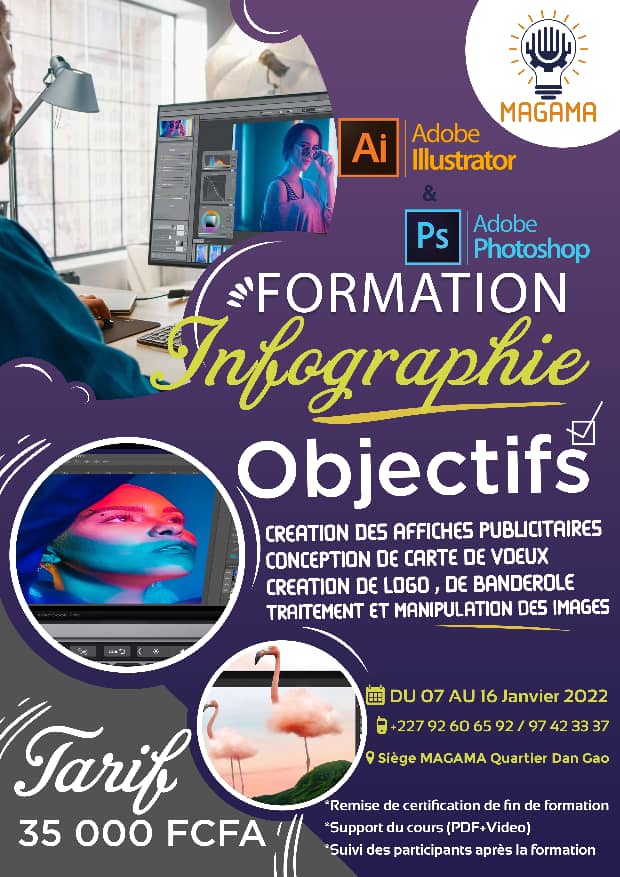 MAGAMA
Ai Adobe Illustrator
&
Ps Adobe Photoshop
FORMATION
Infographie
Objectifs
CREATION DES AFFICHES PUBLICITAIRES
CONCEPTION DE CARTE DE VOEUX
CREATION DE LOGO , DE BANDEROLE
TRAITEMENT ET MANIPULATION DES IMAGES
DU 07 AU 16 Janvier 2022
+227 92 60 65 92 / 97 42 33 37
Siège MAGAMA Quartier Dan Gao
Tarif
35 000 FCFA
*Remise de certification de fin de formation
*Support du cours (PDF+Video)
*Suivi des participants après la formation